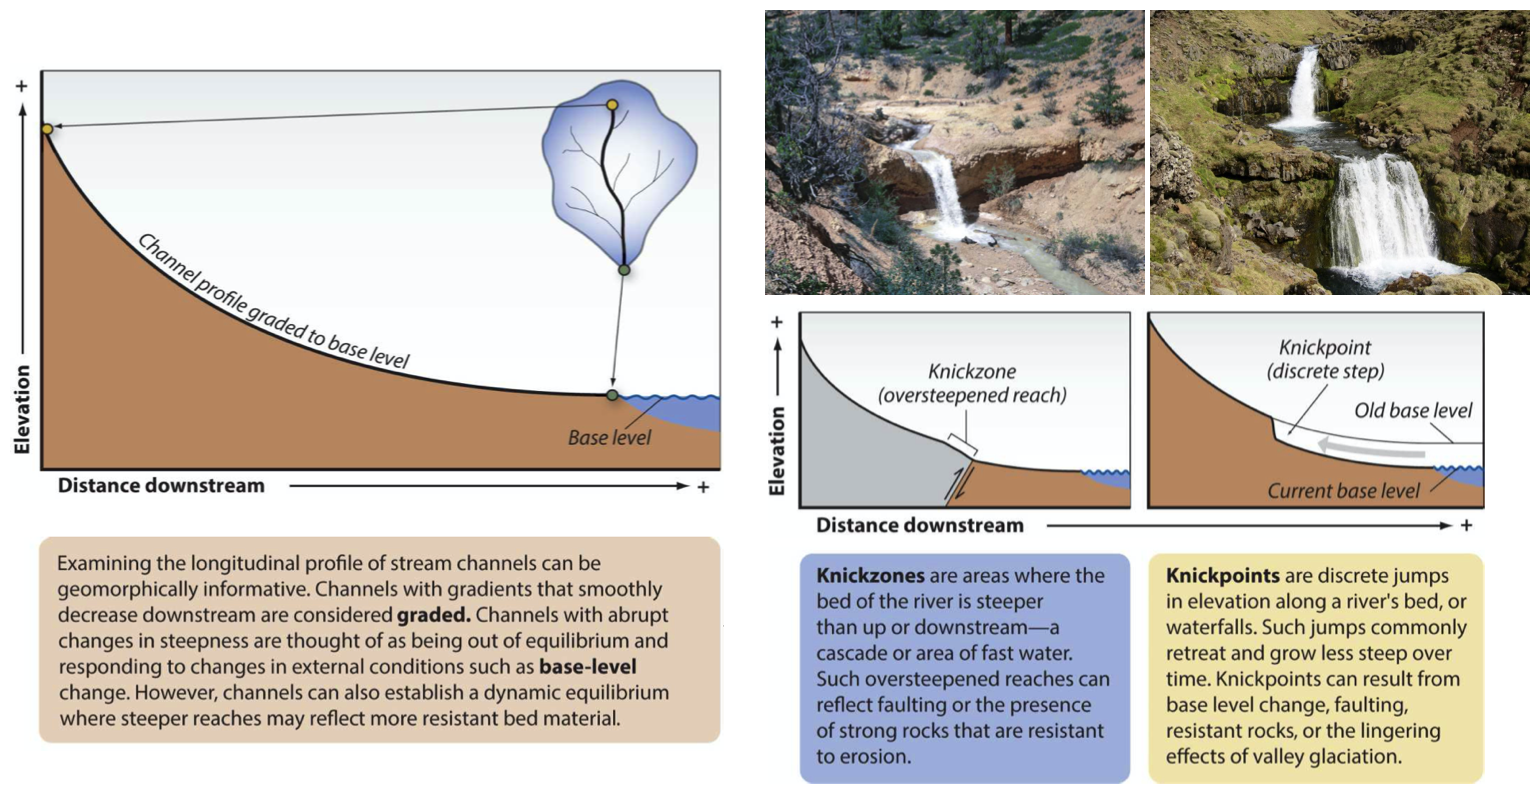 +
Elevation
Channel profile graded to base level
Base level
Distance downstream
+
Examining the longitudinal profile of stream channels can be
geomorphically informative. Channels with gradients that smoothly
decrease downstream are considered graded. Channels with abrupt
changes in steepness are thought of as being out of equilibrium and
responding to changes in external conditions such as base-level
change. However, channels can also establish a dynamic equilibrium
where steeper reaches may reflect more resistant bed material.
+
Elevation
Knickzone
(oversteepened reach)
Knickpoint
(discrete step)
Old base level
Current base level
Distance downstream
+
Knickzones are areas where the
bed of the river is steeper
than up or downstream—a
cascade or area of fast water.
Such oversteepened reaches can
reflect faulting or the presence
of strong rocks that are resistant
to erosion.
Knickpoints are discrete jumps
in elevation along a river's bed, or
waterfalls. Such jumps commonly
retreat and grow less steep over
time. Knickpoints can result from
base level change, faulting,
resistant rocks, or the lingering
effects of valley glaciation.